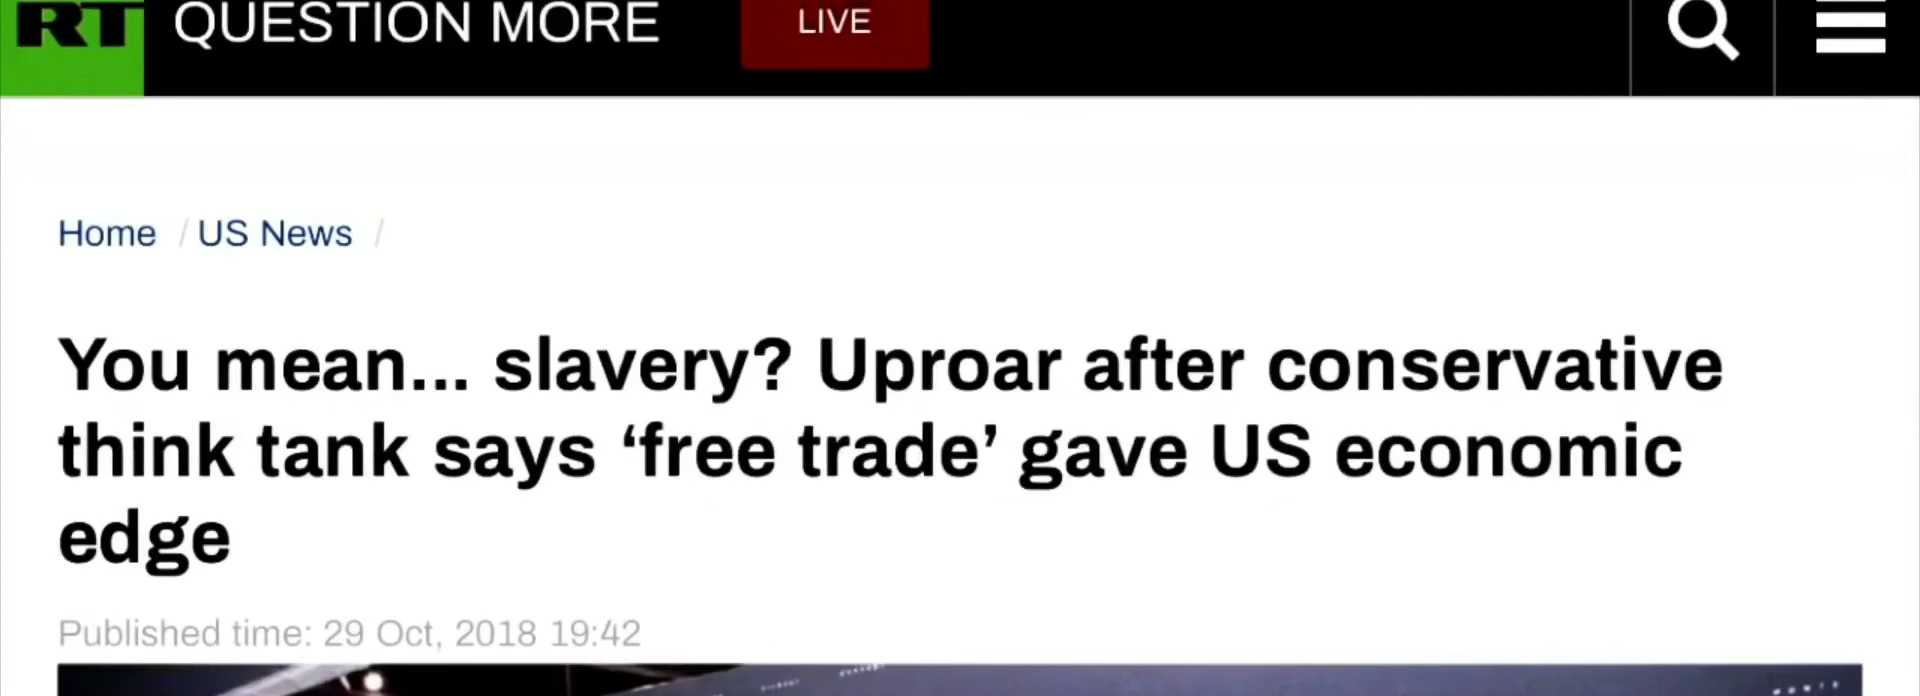 RT QUESTION MORE LIVE
Home / US News /
You mean... slavery? Uproar after conservative
think tank says ‘free trade’ gave US economic
edge
Published time: 29 Oct, 2018 19:42